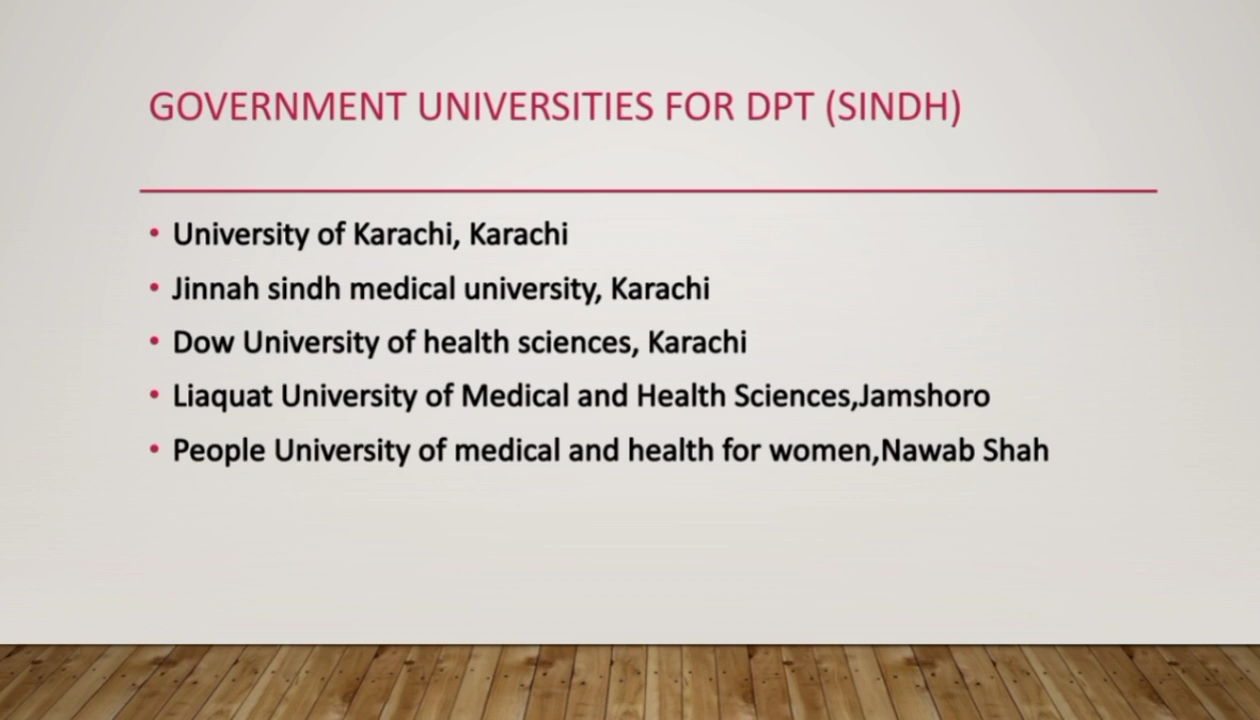 GOVERNMENT UNIVERSITIES FOR DPT (SINDH)
• University of Karachi, Karachi
• Jinnah sindh medical university, Karachi
• Dow University of health sciences, Karachi
• Liaquat University of Medical and Health Sciences,Jamshoro
• People University of medical and health for women,Nawab Shah